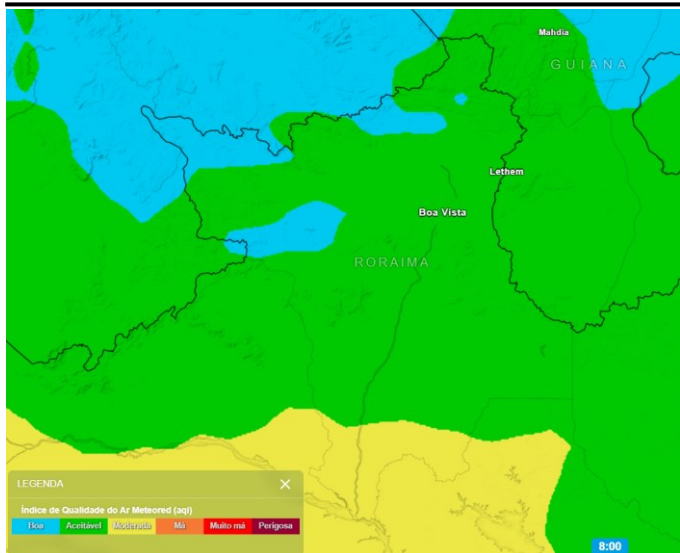 Mahdia
GUIANA
Lethem
Boa Vista
RORAIMA
LEGENDA
Índice de Qualidade do Ar Meteored (aqi)
Boa Aceitável Moderada Má Muito má Perigosa
8:00